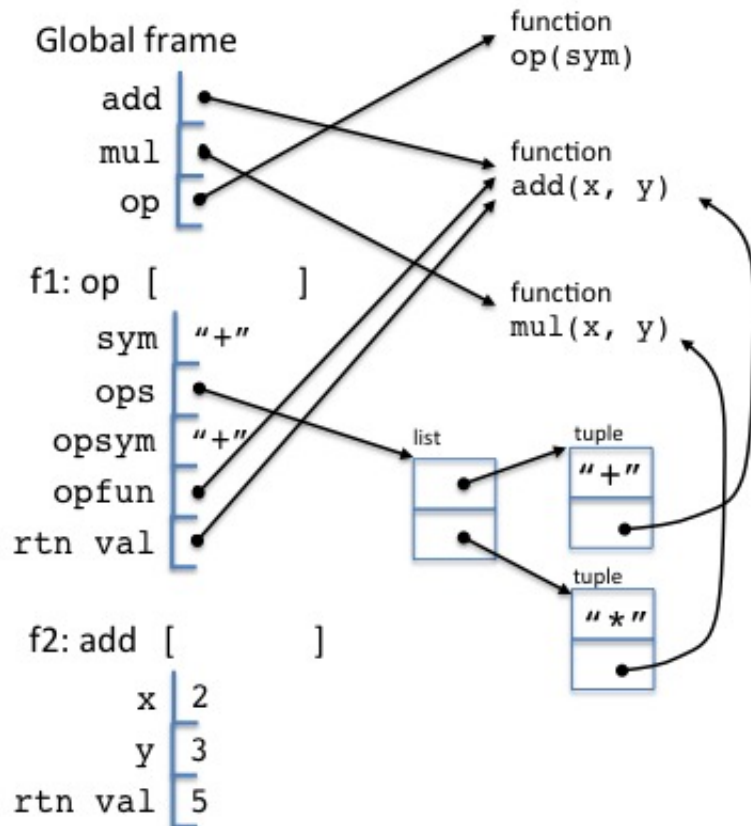 Global frame
add
mul
op
function
op(sym)
function
add(x, y)
function
mul(x, y)
f1: op [ ]
sym “+”
ops
opsym “+”
opfun
rtn val
list
tuple
“+”
tuple
“*”
f2: add [ ]
x 2
y 3
rtn val 5